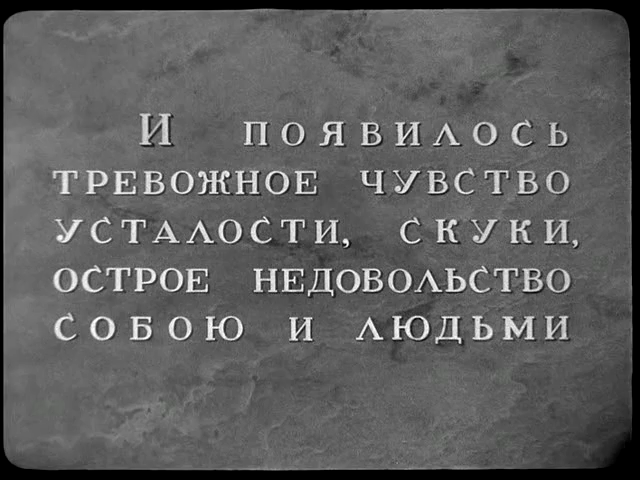 И ПОЯВИЛОСЬ
ТРЕВОЖНОЕ ЧУВСТВО
УСТАЛОСТИ, СКУКИ,
ОСТРОЕ НЕДОВОЛЬСТВО
СОБОЮ И ЛЮДЬМИ